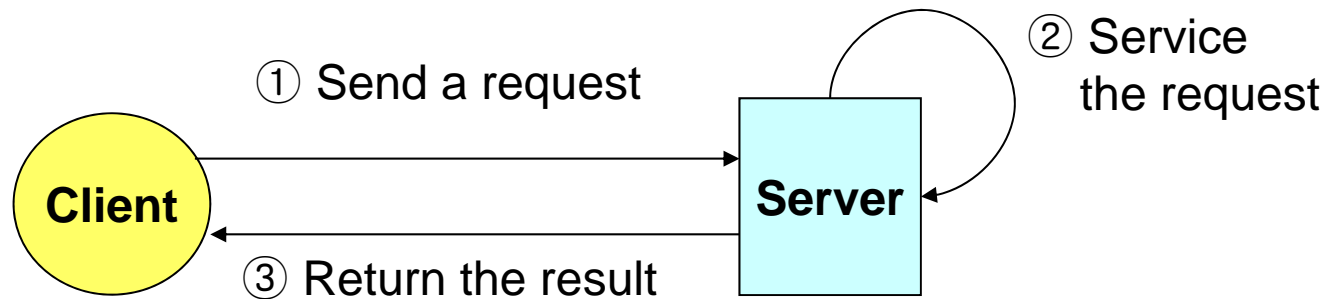 ① Send a request
② Service
the request
Client
Server
③ Return the result